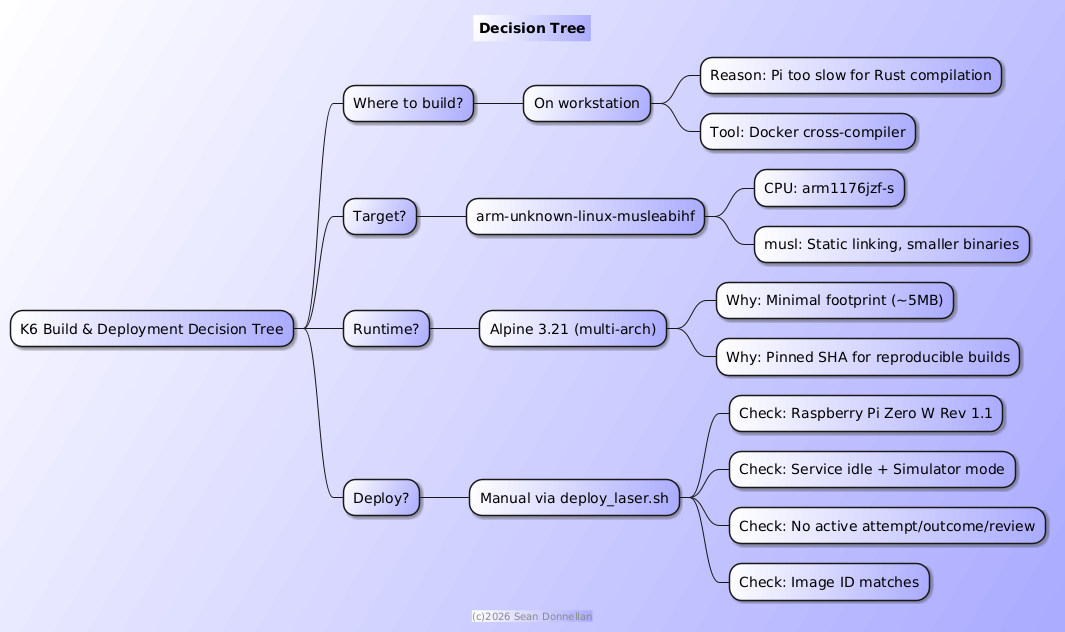 Decision Tree
K6 Build & Deployment Decision Tree
Where to build?
On workstation
Reason: Pi too slow for Rust compilation
Tool: Docker cross-compiler
Target?
arm-unknown-linux-musleabihf
CPU: arm1176jzf-s
musl: Static linking, smaller binaries
Runtime?
Alpine 3.21 (multi-arch)
Why: Minimal footprint (~5MB)
Why: Pinned SHA for reproducible builds
Deploy?
Manual via deploy_laser.sh
Check: Raspberry Pi Zero W Rev 1.1
Check: Service idle + Simulator mode
Check: No active attempt/outcome/review
Check: Image ID matches
(c)2026 Sean Donnellan